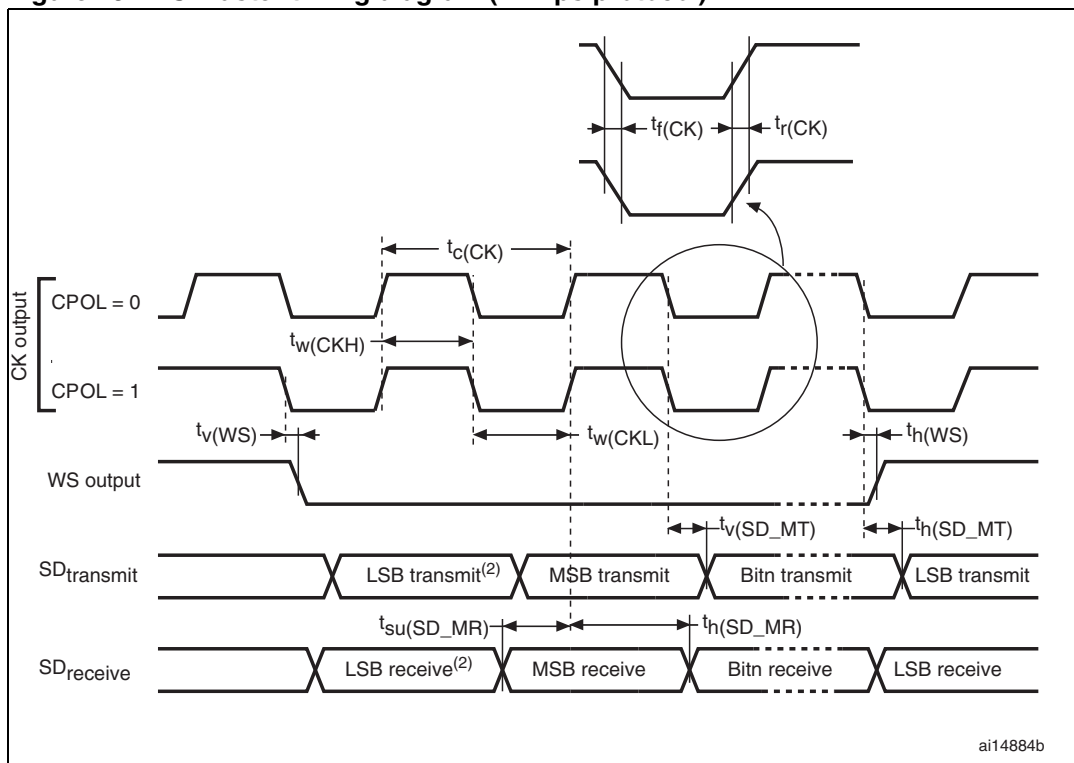 tf(CK)
tr(CK)
tc(CK)
CK output
CPOL = 0
tw(CKH)
CPOL = 1
tv(WS)
tw(CKL)
th(WS)
WS output
tv(SD_MT)
th(SD_MT)
SDtransmit
LSB transmit(2)
MSB transmit
Bitn transmit
LSB transmit
tsu(SD_MR)
th(SD_MR)
SDreceive
LSB receive(2)
MSB receive
Bitn receive
LSB receive
ai14884b